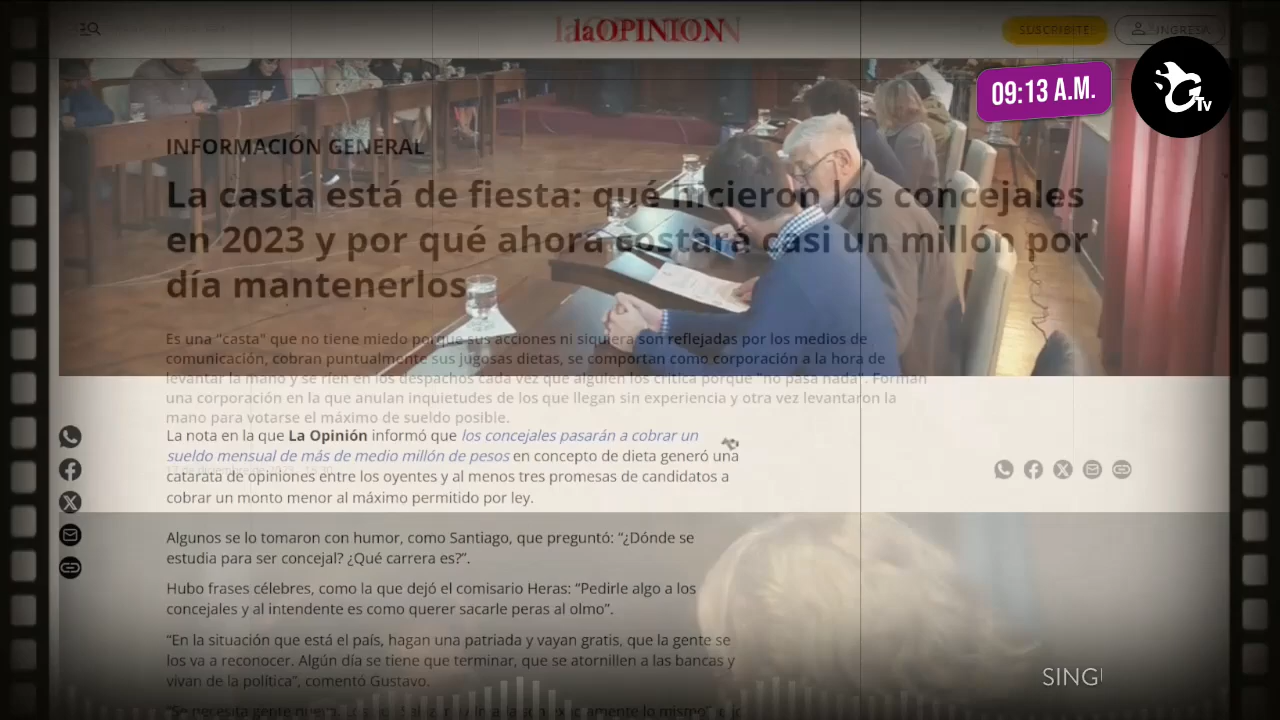 laOPINION
SUSCRIBITE
INGRESA
09:13 A.M.
G TV
INFORMACIÓN GENERAL
La casta está de fiesta: qué hicieron los concejales
en 2023 y por qué ahora costará casi un millón por
día mantenerlos
Es una "casta" que no tiene miedo porque sus acciones ni siquiera son reflejadas por los medios de
comunicación, cobran puntualmente sus jugosas dietas, se comportan como corporación a la hora de
levantar la mano y se ríen en los despachos cada vez que alguien los critica porque "no pasa nada". Forman
una corporación en la que anulan inquietudes de los que llegan sin experiencia y otra vez levantaron la
mano para votarse el máximo de sueldo posible.
La nota en la que La Opinión informó que los concejales pasarán a cobrar un
sueldo mensual de más de medio millón de pesos en concepto de dieta generó una
catarata de opiniones entre los oyentes y al menos tres promesas de candidatos a
cobrar un monto menor al máximo permitido por ley.
Algunos se lo tomaron con humor, como Santiago, que preguntó: "¿Dónde se
estudia para ser concejal? ¿Qué carrera es?".
Hubo frases célebres, como la que dejó el comisario Heras: "Pedirle algo a los
concejales y al intendente es como querer sacarle peras al olmo".
"En la situación que está el país, hagan una patriada y vayan gratis, que la gente se
los va a reconocer. Algún día se tiene que terminar, que se atornillen a las bancas y
vivan de la política", comentó Gustavo.
"Se necesita gente
SING